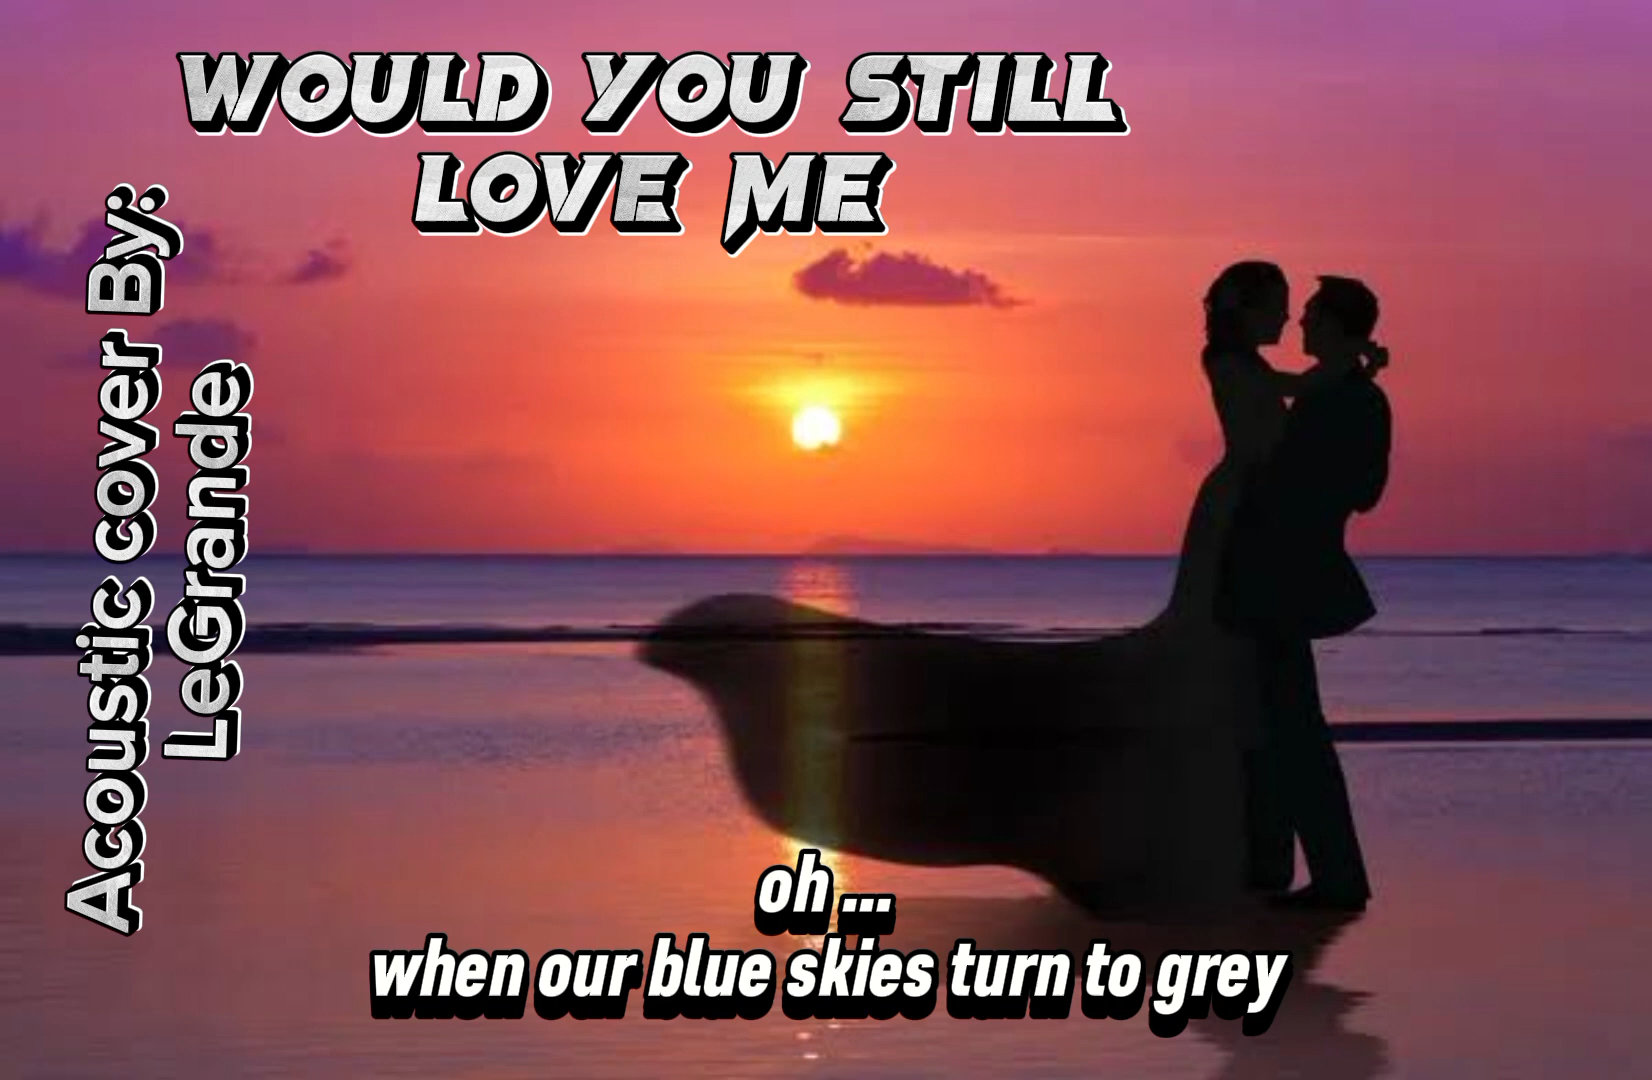 WOULD YOU STILL
LOVE ME
Acoustic cover By:
LeGrande
oh ...
when our blue skies turn to grey